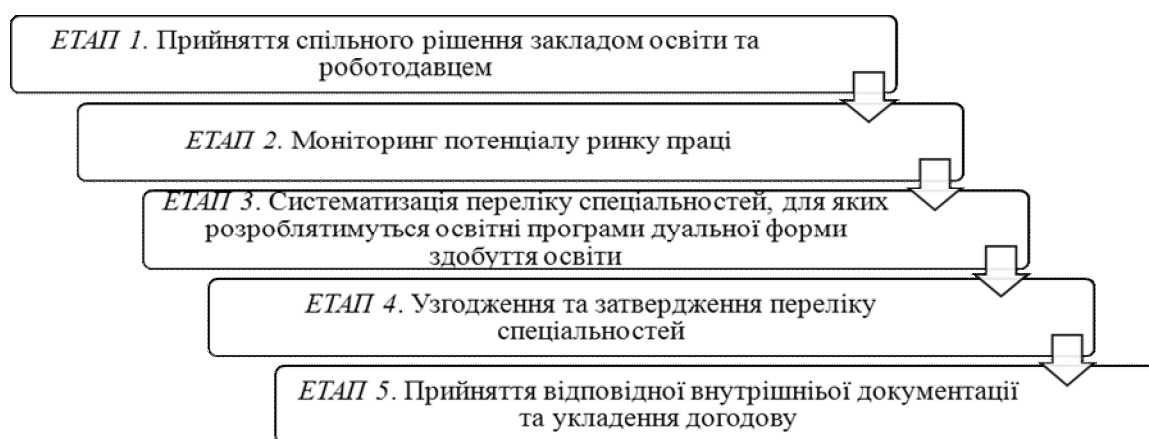 ЕТАП 1. Прийняття спільного рішення закладом освіти та
роботодавцем
ЕТАП 2. Моніторинг потенціалу ринку праці
ЕТАП 3. Систематизація переліку спеціальностей, для яких
розроблятимуться освітні програми дуальної форми
здобуття освіти
ЕТАП 4. Узгодження та затвердження переліку
спеціальностей
ЕТАП 5. Прийняття відповідної внутрішніьої документації
та укладення догодову